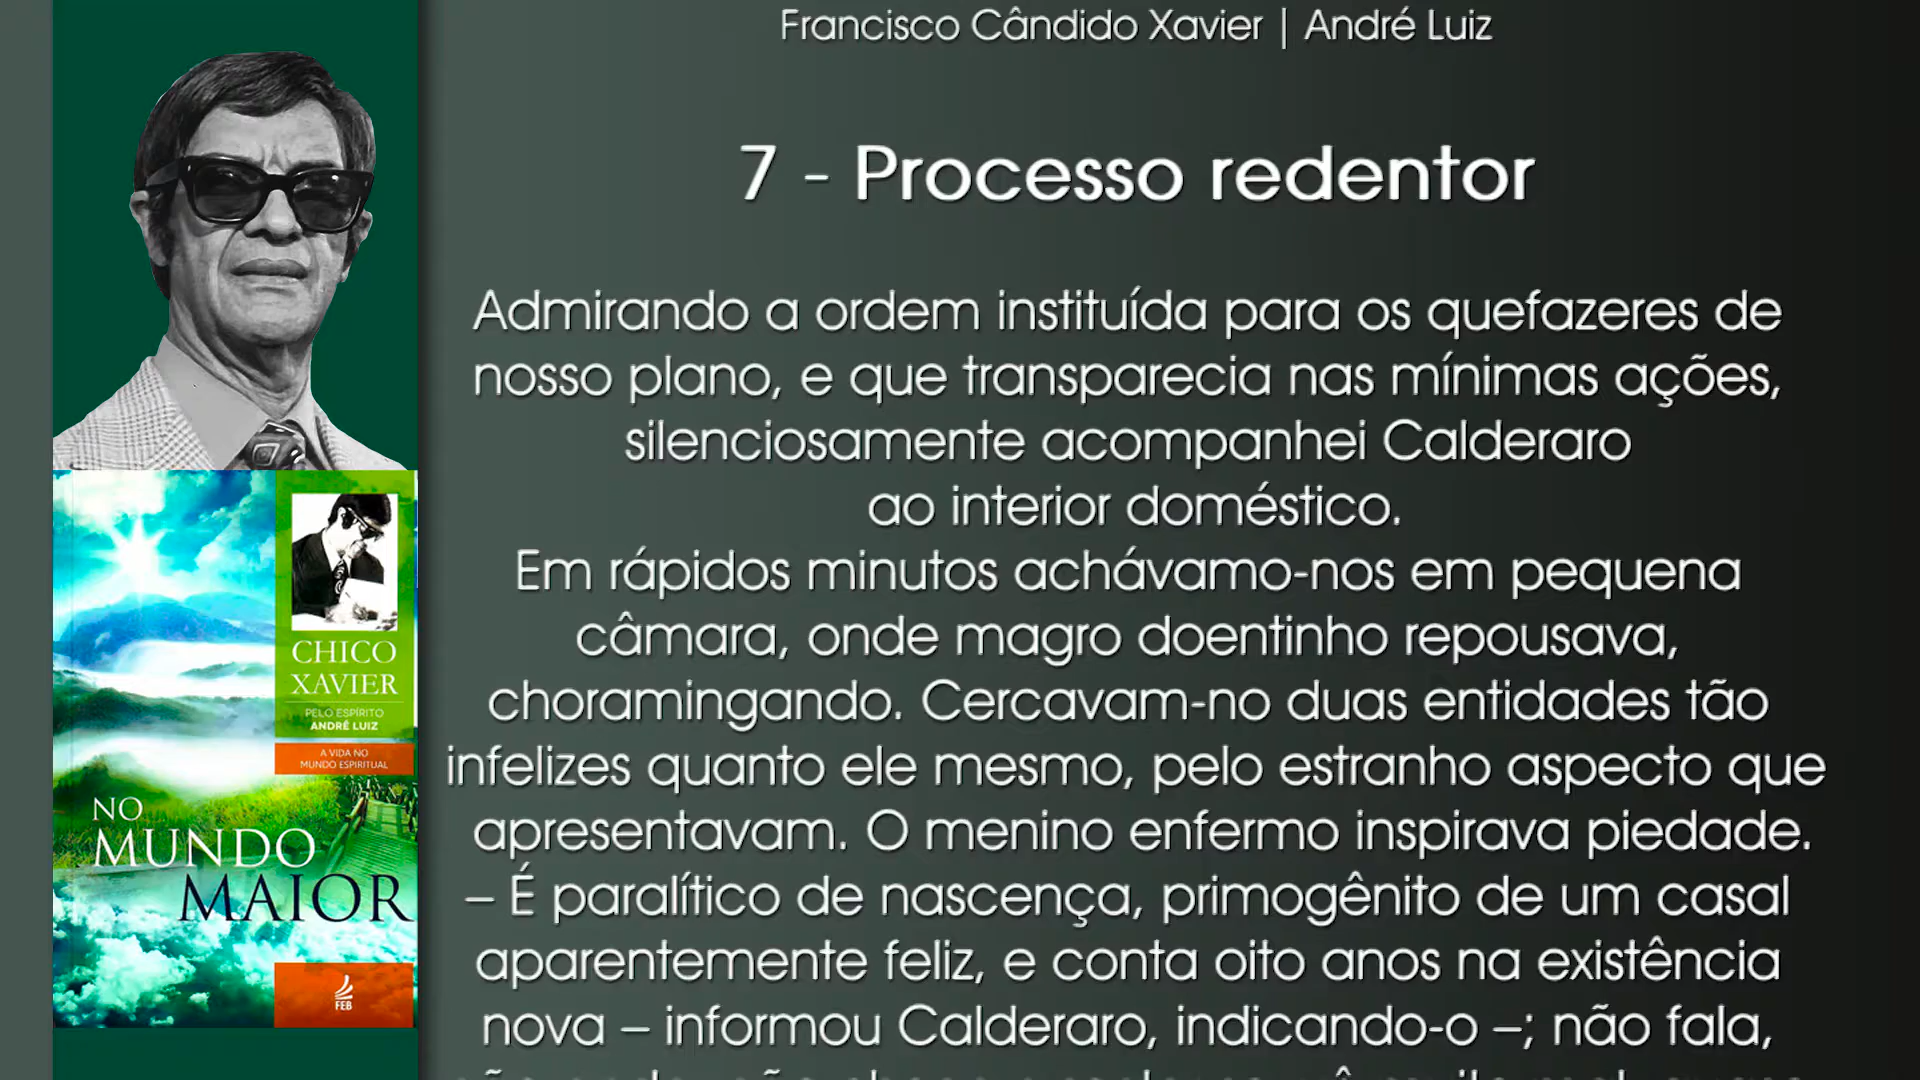 Francisco Cândido Xavier | André Luiz
7 - Processo redentor
Admirando a ordem instituída para os quefazeres de
nosso plano, e que transparecia nas mínimas ações,
silenciosamente acompanhei Calderaro
ao interior doméstico.
Em rápidos minutos achávamo-nos em pequena
câmara, onde magro doentinho repousava,
choramingando. Cercavam-no duas entidades tão
infelizes quanto ele mesmo, pelo estranho aspecto que
apresentavam. O menino enfermo inspirava piedade.
– É paralítico de nascença, primogênito de um casal
aparentemente feliz, e conta oito anos na existência
nova – informou Calderaro, indicando-o –; não fala,
CHICO
XAVIER
PELO ESPÍRITO
ANDRÉ LUIZ
A VIDA NO
MUNDO ESPIRITUAL
NO
MUNDO
MAIOR
FEB